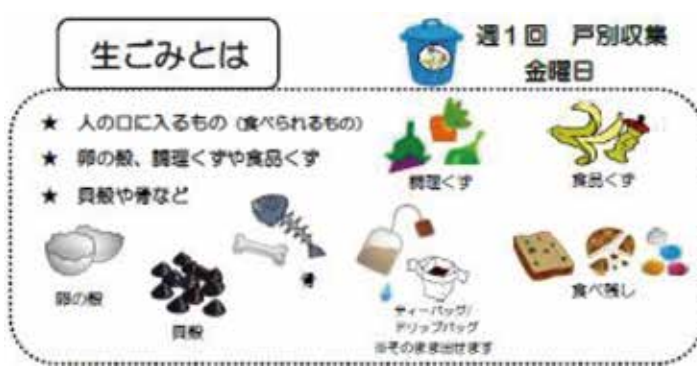 生ごみとは
週1回 戸別収集
金曜日
★ 人の口に入るもの（食べられるもの）
★ 卵の殻、調理くずや食品くず
★ 貝殻や骨など
調理くず
食品くず
卵の殻
貝殻
ティーバッグ/
ドリップバッグ
※そのまま出せます
食べ残し